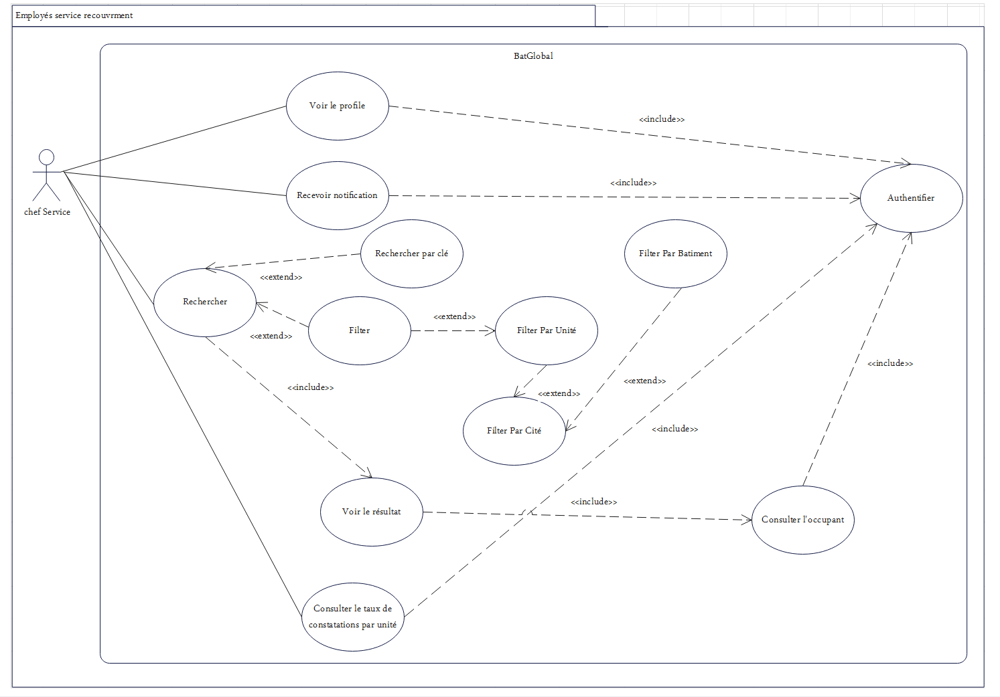 Employés service recouvrment
BatGlobal
Voir le profile
<<include>>
chef Service
Recevoir notification
<<include>>
Authentifier
Rechercher par clé
Filter Par Batiment
<<extend>>
Rechercher
<<extend>>
Filter
<<extend>>
Filter Par Unité
<<include>>
<<include>>
<<extend>>
<<extend>>
Filter Par Cité
<<include>>
Voir le résultat
<<include>>
Consulter l'occupant
Consulter le taux de
constatations par unité